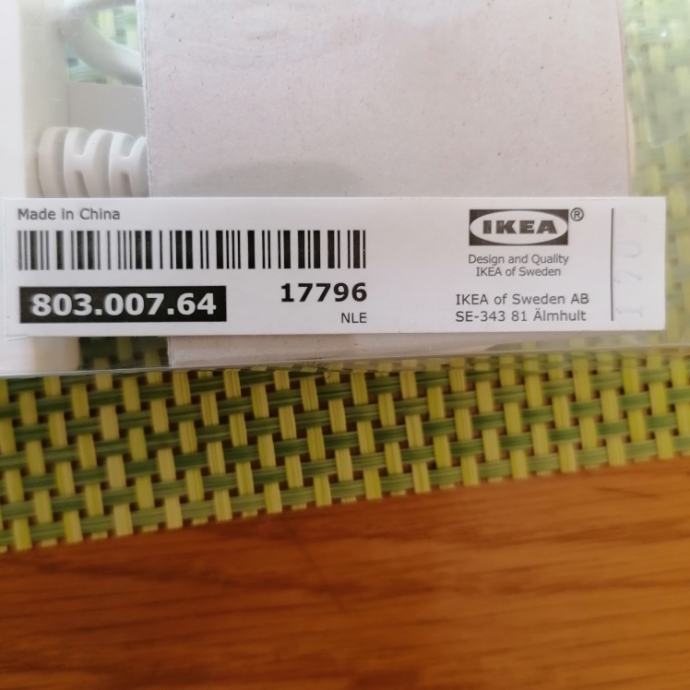 Made in China
803.007.64
17796
NLE
IKEA®
Design and Quality
IKEA of Sweden
IKEA of Sweden AB
SE-343 81 Älmhult